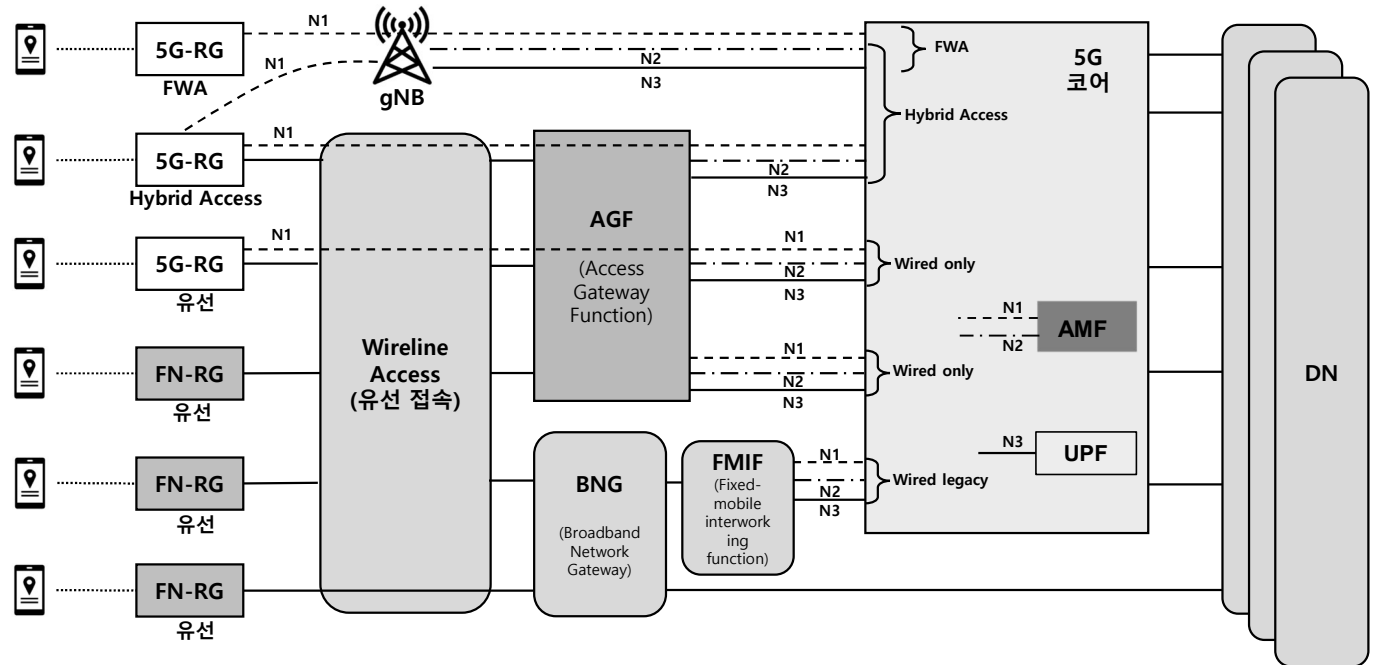 N1
5G-RG
FWA
N1
gNB
N2
N3
FWA
5G
코어
Hybrid Access
5G-RG
Hybrid Access
N1
N2
N3
5G-RG
유선
N1
N1
N2
N3
Wired only
AGF
(Access
Gateway
Function)
Wireline
Access
(유선 접속)
FN-RG
유선
N1
N2
N3
Wired only
N1
N2
AMF
DN
FN-RG
유선
BNG
(Broadband
Network
Gateway)
FMIF
(Fixed-
mobile
interwork
ing
function)
N1
N2
N3
Wired legacy
N3
UPF
FN-RG
유선